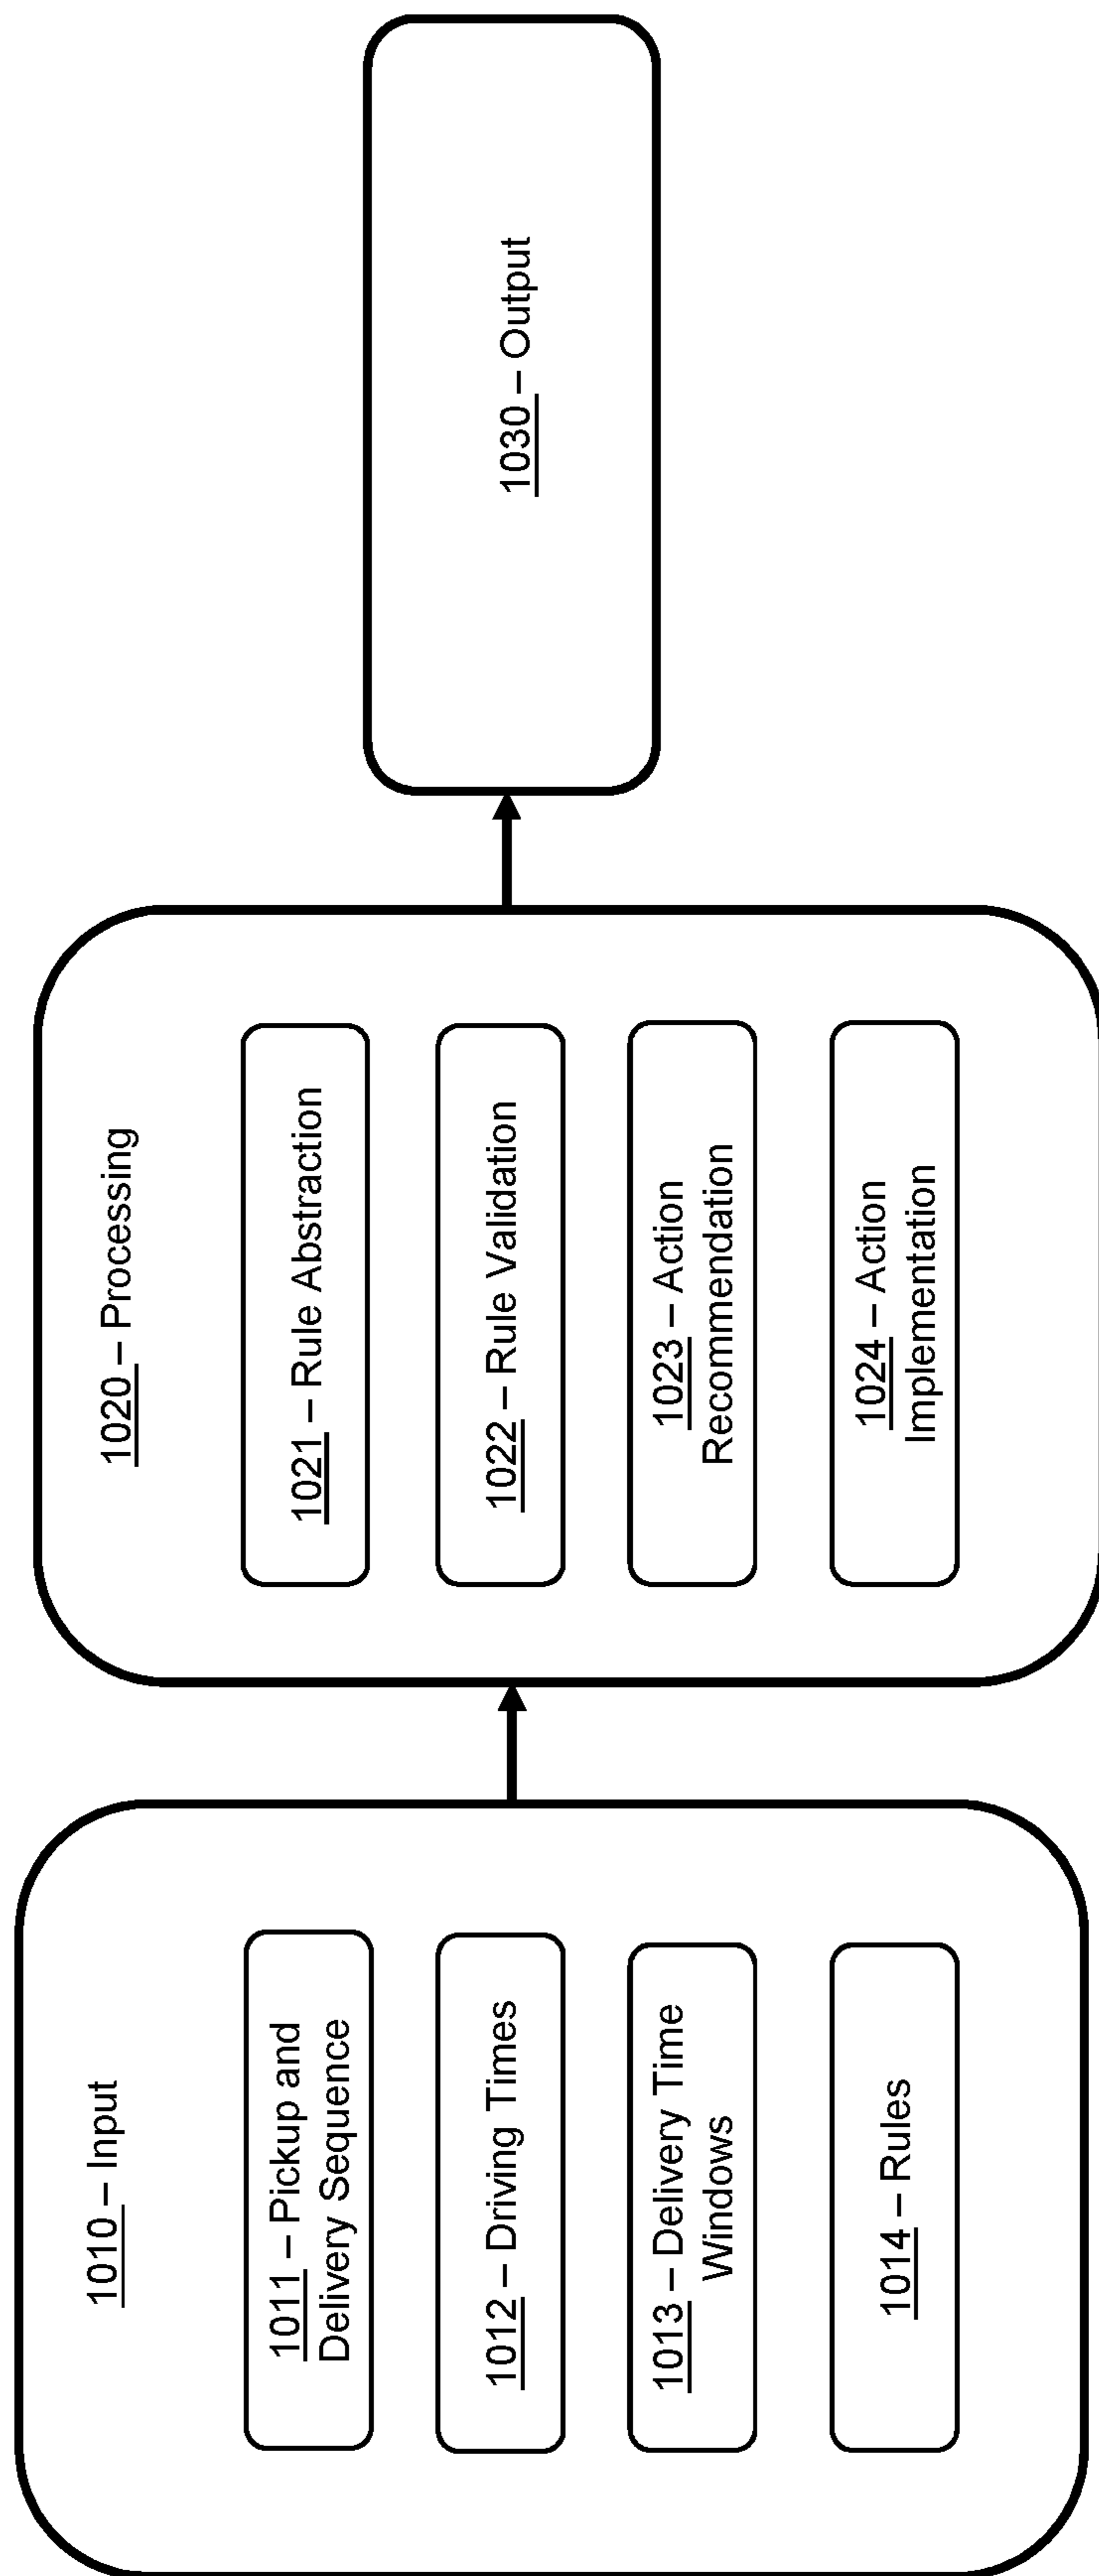 1010 – Input
1011 – Pickup and
Delivery Sequence
1012 – Driving Times
1013 – Delivery Time
Windows
1014 – Rules
1020 – Processing
1021 – Rule Abstraction
1022 – Rule Validation
1023 – Action
Recommendation
1024 – Action
Implementation
1030 – Output